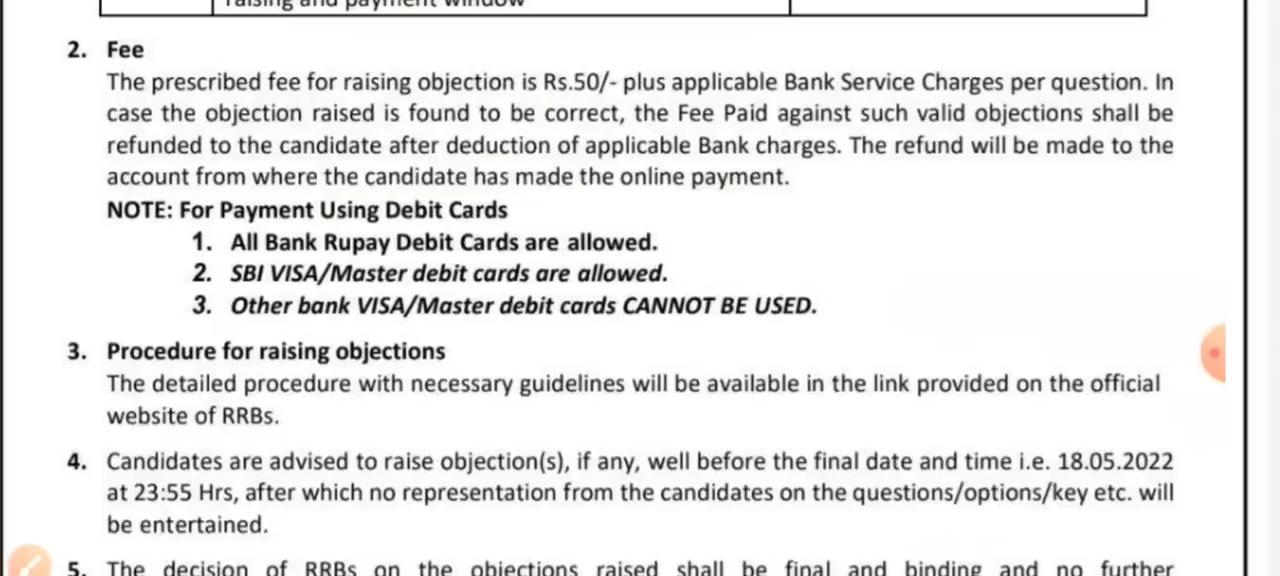 raising and payment window
2. Fee
The prescribed fee for raising objection is Rs.50/- plus applicable Bank Service Charges per question. In
case the objection raised is found to be correct, the Fee Paid against such valid objections shall be
refunded to the candidate after deduction of applicable Bank charges. The refund will be made to the
account from where the candidate has made the online payment.
NOTE: For Payment Using Debit Cards
1. All Bank Rupay Debit Cards are allowed.
2. SBI VISA/Master debit cards are allowed.
3. Other bank VISA/Master debit cards CANNOT BE USED.
3. Procedure for raising objections
The detailed procedure with necessary guidelines will be available in the link provided on the official
website of RRBs.
4. Candidates are advised to raise objection(s), if any, well before the final date and time i.e. 18.05.2022
at 23:55 Hrs, after which no representation from the candidates on the questions/options/key etc. will
be entertained.
5. The decision of RRBs on the objections raised shall be final and binding and no further